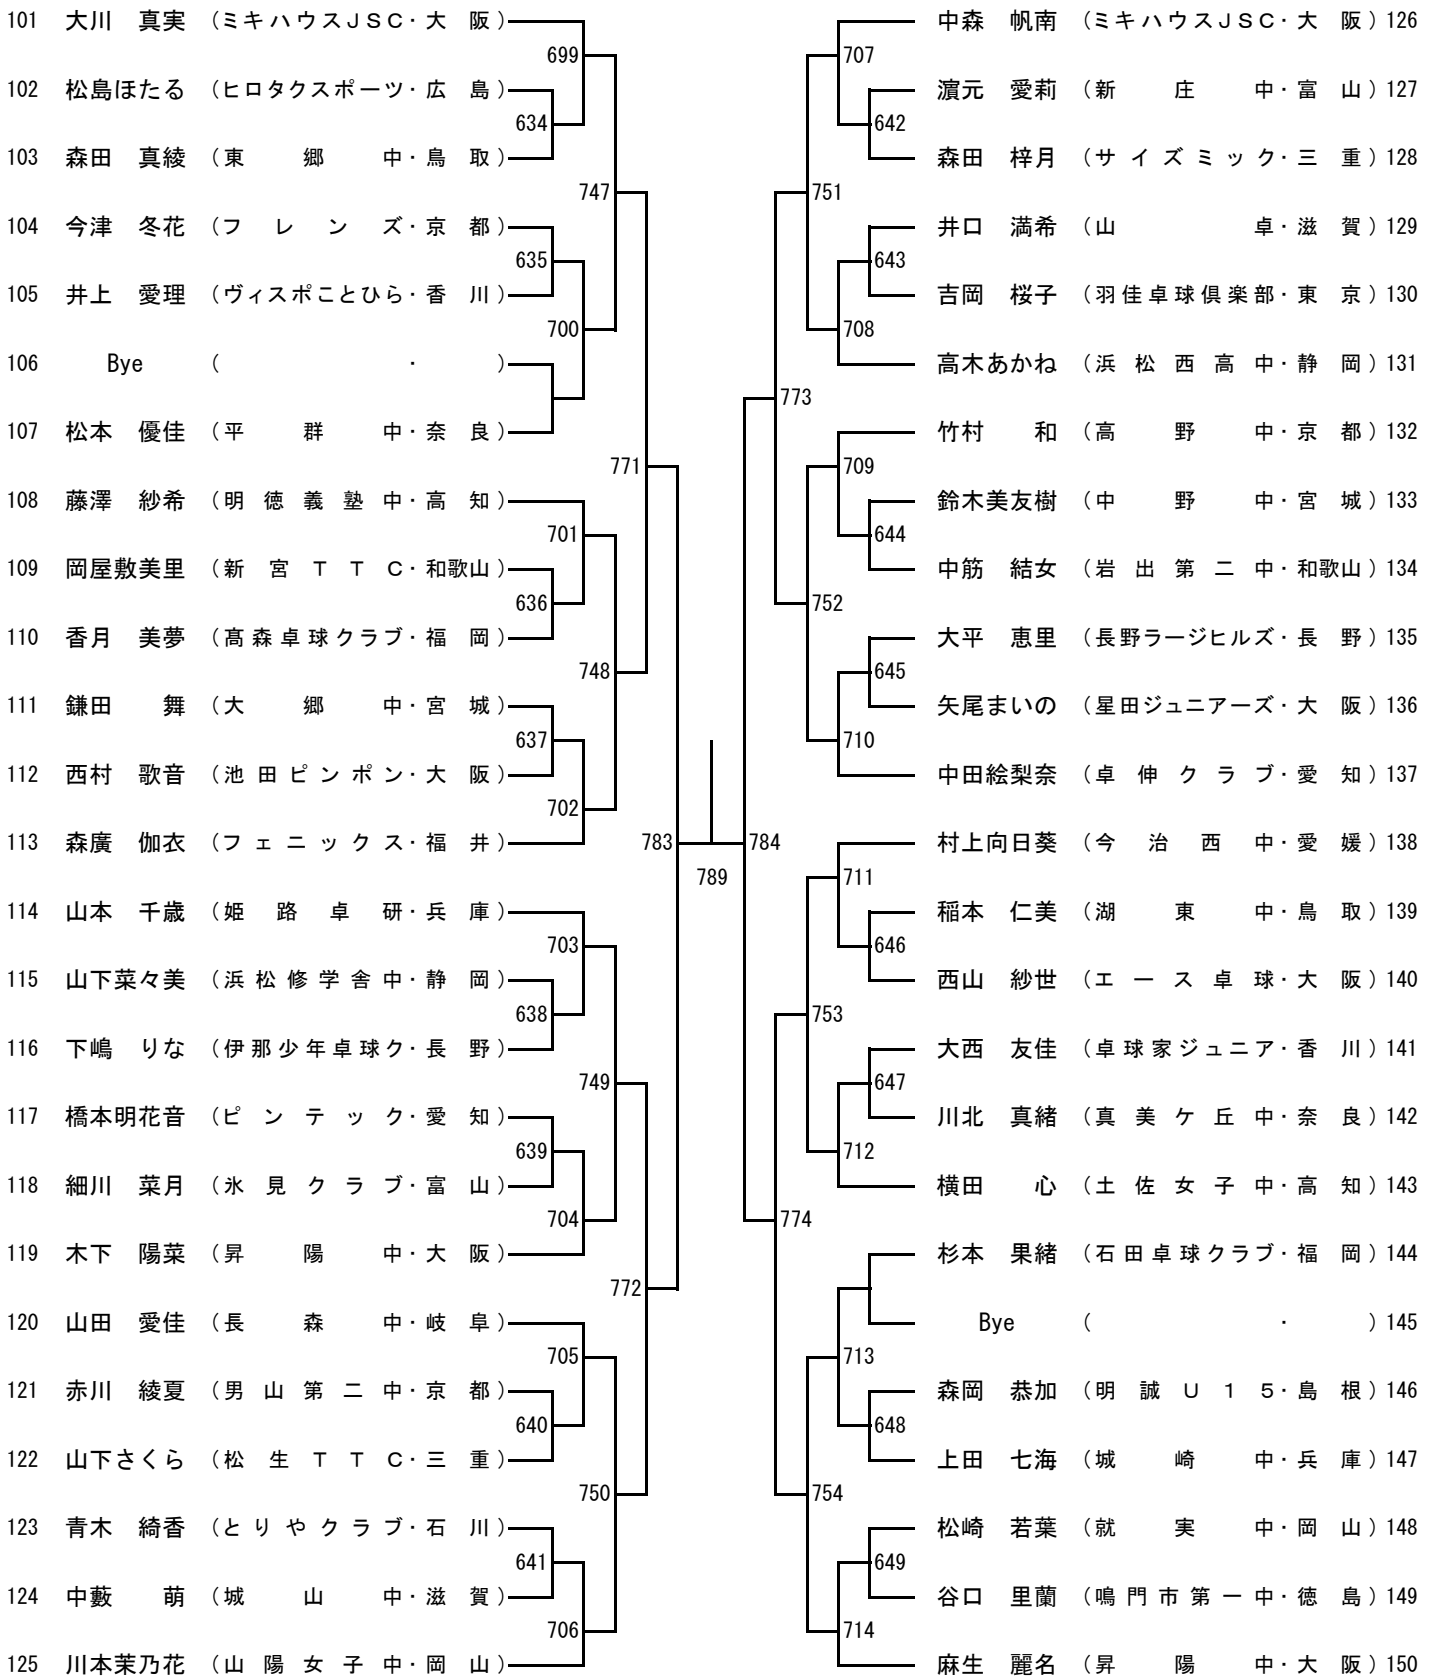 101 大川　真実 (ミキハウスＪＳＣ・大　阪)
699
102 松島ほたる (ヒロタクスポーツ・広　島)
634
103 森田　真綾 (東　郷　中・鳥　取)
747
104 今津　冬花 (フレンズ・京　都)
635
105 井上　愛理 (ヴィスポことひら・香　川)
700
106 Bye (　・　)
107 松本　優佳 (平　群　中・奈　良)
771
108 藤澤　紗希 (明徳義塾中・高　知)
701
109 岡屋敷美里 (新宮ＴＴＣ・和歌山)
636
110 香月　美夢 (髙森卓球クラブ・福　岡)
748
111 鎌田　舞 (大　郷　中・宮　城)
637
112 西村　歌音 (池田ピンポン・大　阪)
702
113 森廣　伽衣 (フェニックス・福　井)
783
114 山本　千歳 (姫路卓研・兵　庫)
703
115 山下菜々美 (浜松修学舎中・静　岡)
638
116 下嶋　りな (伊那少年卓球ク・長　野)
749
117 橋本明花音 (ピンテック・愛　知)
639
118 細川　菜月 (氷見クラブ・富　山)
704
119 木下　陽菜 (昇　陽　中・大　阪)
772
120 山田　愛佳 (長　森　中・岐　阜)
705
121 赤川　綾夏 (男山第二中・京　都)
640
122 山下さくら (松生ＴＴＣ・三　重)
750
123 青木　綺香 (とりやクラブ・石　川)
641
124 中藪　萌 (城　山　中・滋　賀)
706
125 川本茉乃花 (山陽女子中・岡　山)
789
中森　帆南 (ミキハウスＪＳＣ・大　阪) 126
707
濵元　愛莉 (新　庄　中・富　山) 127
642
森田　梓月 (サイズミック・三　重) 128
751
井口　満希 (山　卓・滋　賀) 129
643
吉岡　桜子 (羽佳卓球倶楽部・東　京) 130
708
高木あかね (浜松西高中・静　岡) 131
773
竹村　和 (高　野　中・京　都) 132
709
鈴木美友樹 (中　野　中・宮　城) 133
644
中筋　結女 (岩出第二中・和歌山) 134
752
大平　恵里 (長野ラージヒルズ・長　野) 135
645
矢尾まいの (星田ジュニアーズ・大　阪) 136
710
中田絵梨奈 (卓伸クラブ・愛　知) 137
784
村上向日葵 (今治西中・愛　媛) 138
711
稲本　仁美 (湖　東　中・鳥　取) 139
646
西山　紗世 (エース卓球・大　阪) 140
753
大西　友佳 (卓球家ジュニア・香　川) 141
647
川北　真緒 (真美ケ丘中・奈　良) 142
712
横田　心 (土佐女子中・高　知) 143
774
杉本　果緒 (石田卓球クラブ・福　岡) 144
Bye (　・　) 145
713
森岡　恭加 (明誠Ｕ１５・島　根) 146
648
上田　七海 (城　崎　中・兵　庫) 147
754
松崎　若葉 (就　実　中・岡　山) 148
649
谷口　里蘭 (鳴門市第一中・徳　島) 149
714
麻生　麗名 (昇　陽　中・大　阪) 150